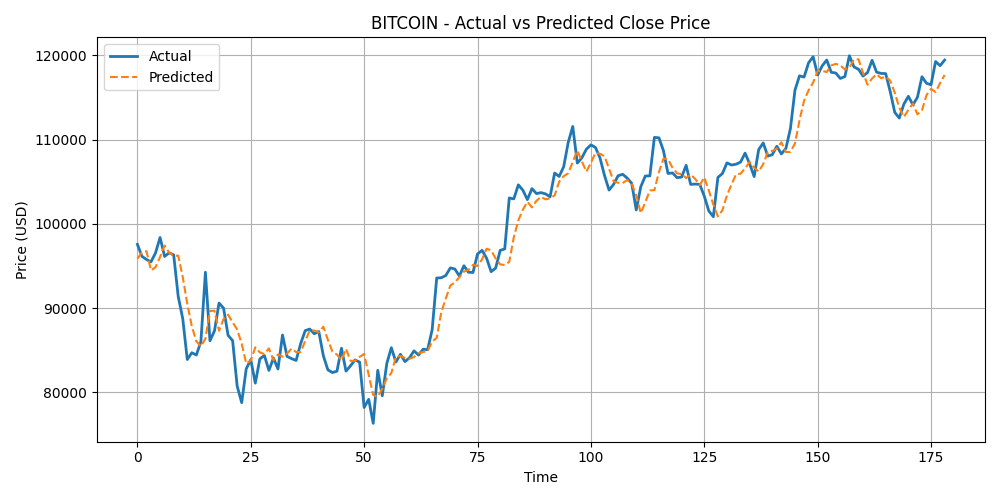 BITCOIN - Actual vs Predicted Close Price
Actual
Predicted
Price (USD)
120000
110000
100000
90000
80000
0 25 50 75 100 125 150 175
Time